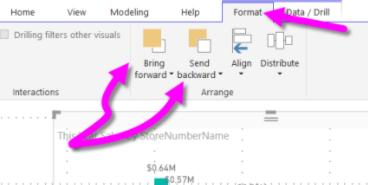 Home View Modeling Help Format Data / Drill
Drilling filters other visuals
Bring forward
Send backward
Align
Distribute
Interactions
Arrange
This StoreNumberName
$0.64M
$0.57M